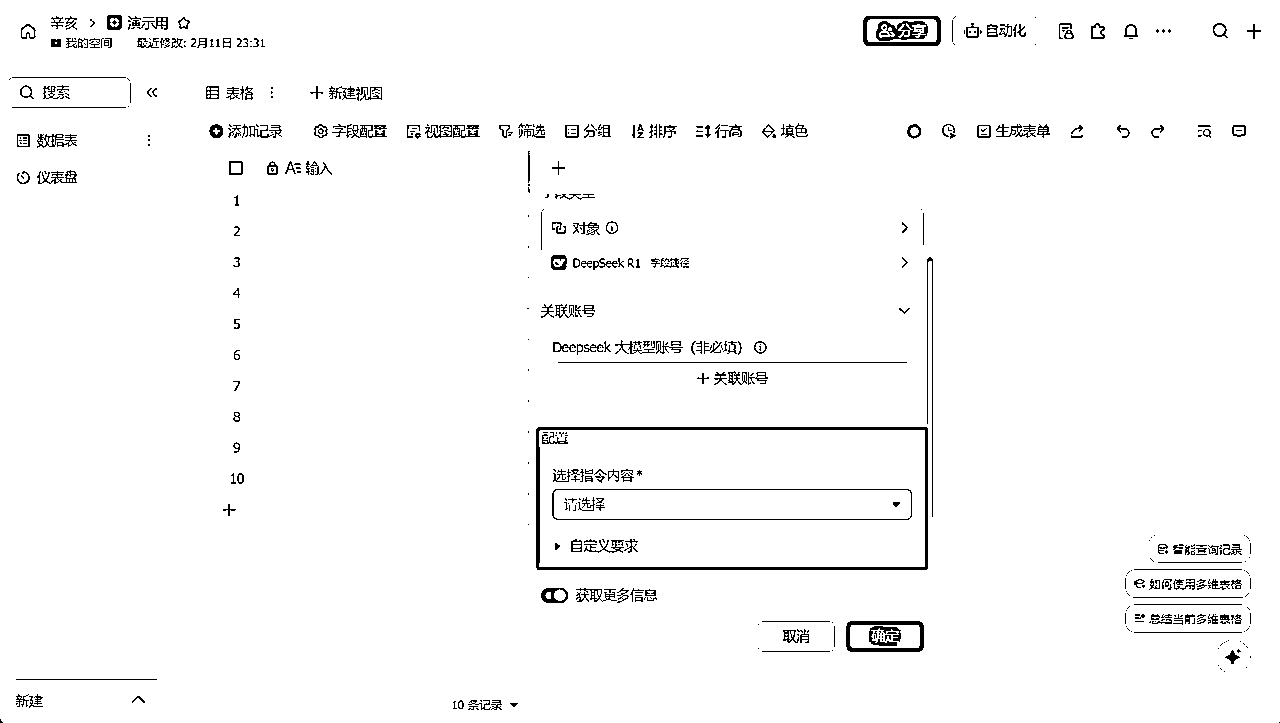 辛亥 > 演示用
我的空间 最近修改: 2月11日 23:31
分享 自动化
搜索
表格 + 新建视图
数据表
仪表盘
添加记录 字段配置 视图配置 筛选 分组 排序 行高 填色 生成表单
输入
1
2
3
4
5
6
7
8
9
10
字段类型
对象
DeepSeek R1 字段捷径
关联账号
Deepseek 大模型账号（非必填）
+ 关联账号
配置
选择指令内容*
请选择
自定义要求
获取更多信息
取消 确定
智能查询记录
如何使用多维表格
总结当前多维表格
新建
10 条记录